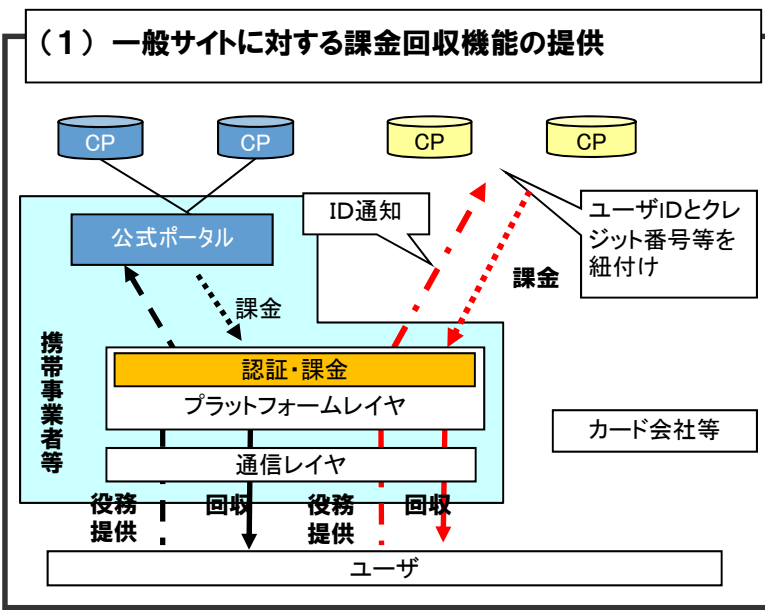 （1） 一般サイトに対する課金回収機能の提供
CP
CP
CP
CP
ID通知
ユーザIDとクレ
ジット番号等を
紐付け
公式ポータル
課金
課金
携帯事業者等
認証・課金
プラットフォームレイヤ
カード会社等
通信レイヤ
役務
提供
回収
役務
提供
回収
ユーザ